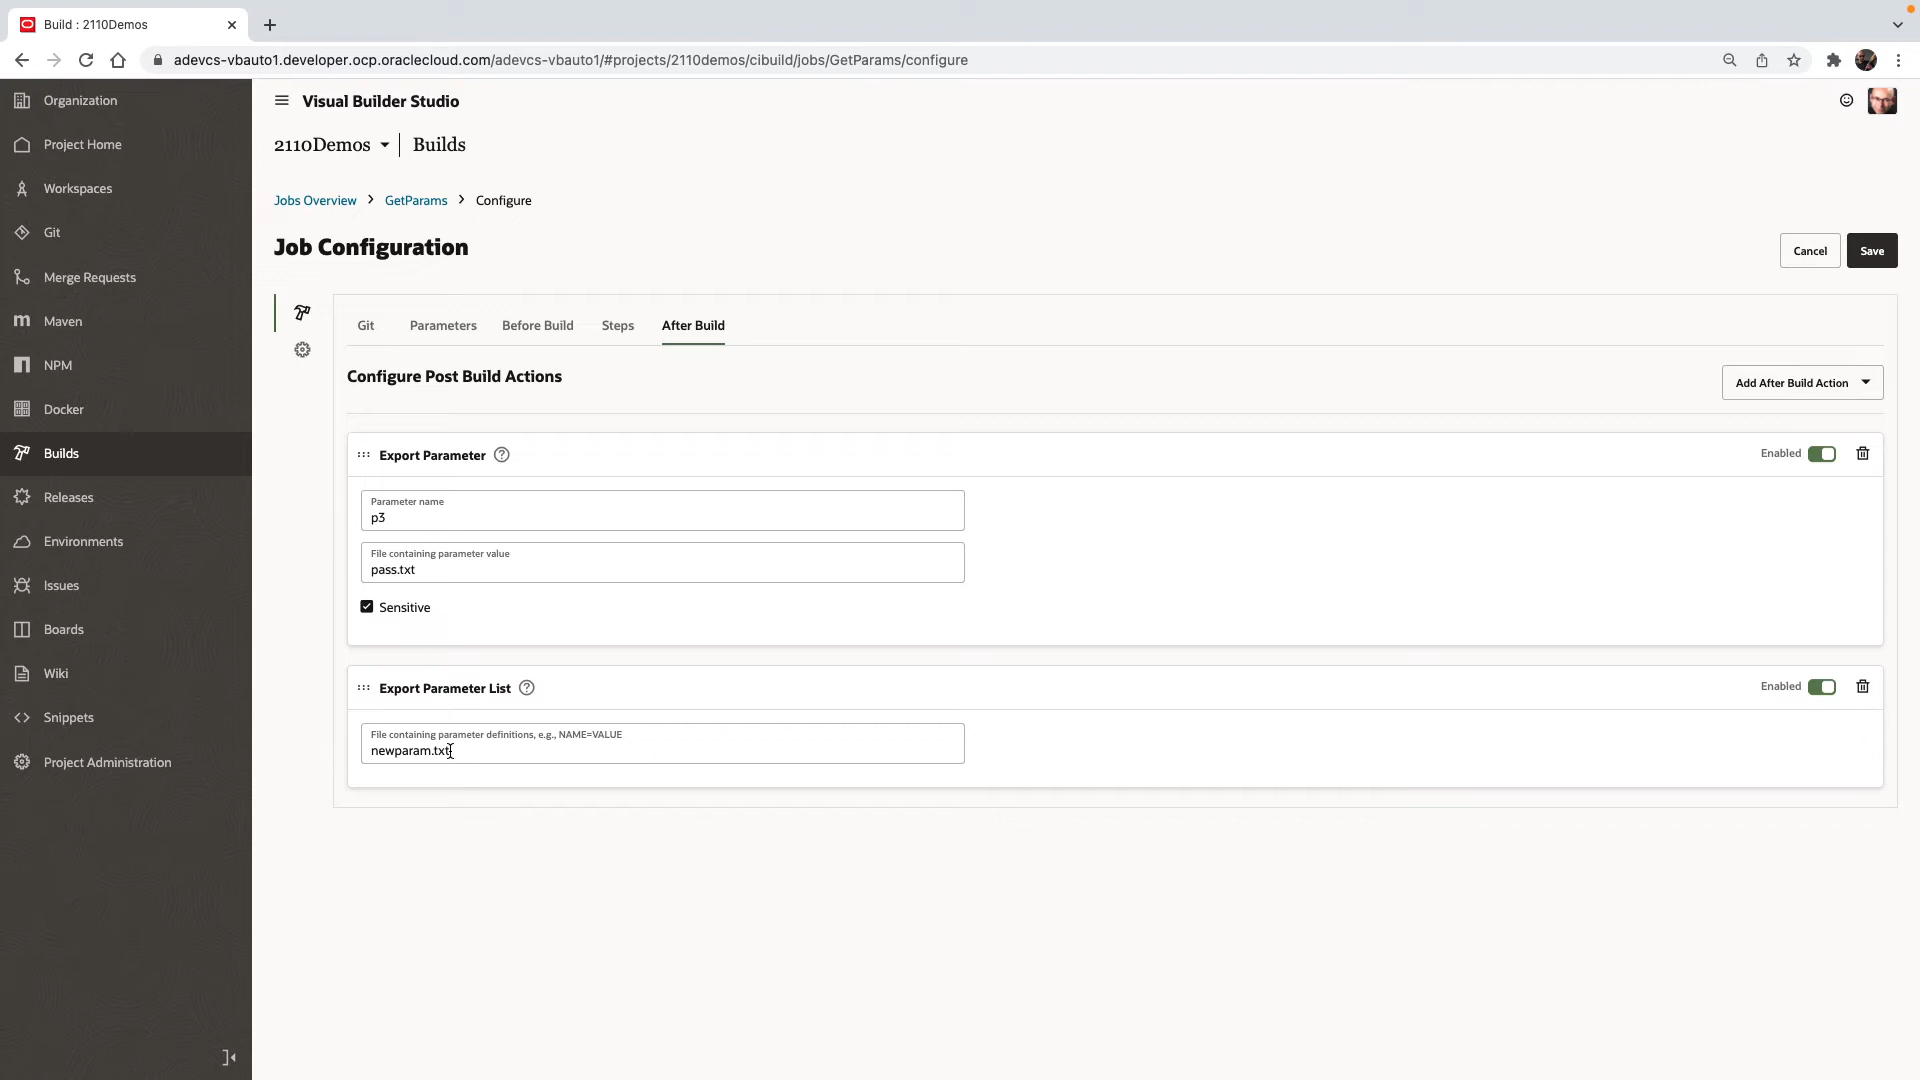 Build : 2110Demos
adevcs-vbauto1.developer.ocp.oraclecloud.com/adevcs-vbauto1/#projects/2110demos/cibuild/jobs/GetParams/configure
Organization
Project Home
Workspaces
Git
Merge Requests
Maven
NPM
Docker
Builds
Releases
Environments
Issues
Boards
Wiki
Snippets
Project Administration
Visual Builder Studio
2110Demos | Builds
Jobs Overview > GetParams > Configure
Job Configuration
Cancel Save
Git Parameters Before Build Steps After Build
Configure Post Build Actions
Add After Build Action
Export Parameter
Enabled
Parameter name
p3
File containing parameter value
pass.txt
Sensitive
Export Parameter List
Enabled
File containing parameter definitions, e.g., NAME=VALUE
newparam.txt